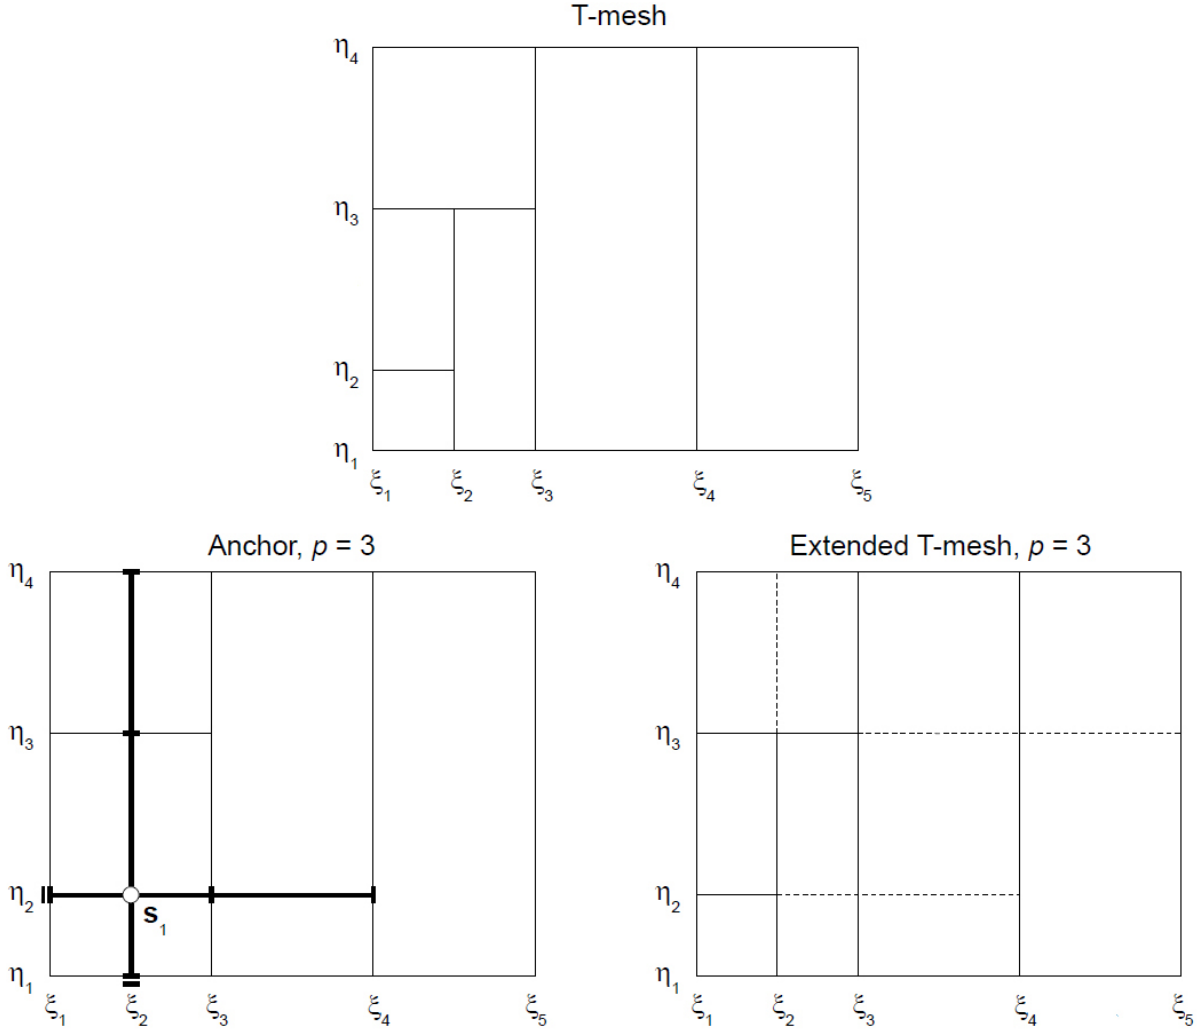 T-mesh
η4
η3
η2
η1
ξ1 ξ2 ξ3 ξ4 ξ5
Anchor, p = 3
η4
η3
η2
s1
η1
ξ1 ξ2 ξ3 ξ4 ξ5
Extended T-mesh, p = 3
η4
η3
η2
η1
ξ1 ξ2 ξ3 ξ4 ξ5